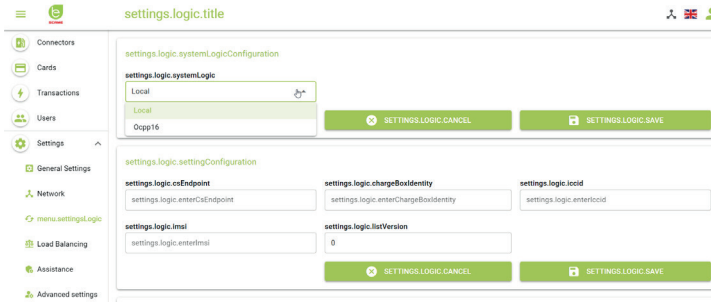 settings.logic.title
Connectors
Cards
Transactions
Users
Settings
General Settings
Network
menu.settingsLogic
Load Balancing
Assistance
Advanced settings
settings.logic.systemLogicConfiguration
settings.logic.systemLogic
Local
Local
Ocpp16
SETTINGS.LOGIC.CANCEL
SETTINGS.LOGIC.SAVE
settings.logic.settingConfiguration
settings.logic.csEndpoint
settings.logic.enterCsEndpoint
settings.logic.chargeBoxIdentity
settings.logic.enterChargeBoxIdentity
settings.logic.iccid
settings.logic.enterIccid
settings.logic.imsi
settings.logic.enterImsi
settings.logic.listVersion
0
SETTINGS.LOGIC.CANCEL
SETTINGS.LOGIC.SAVE